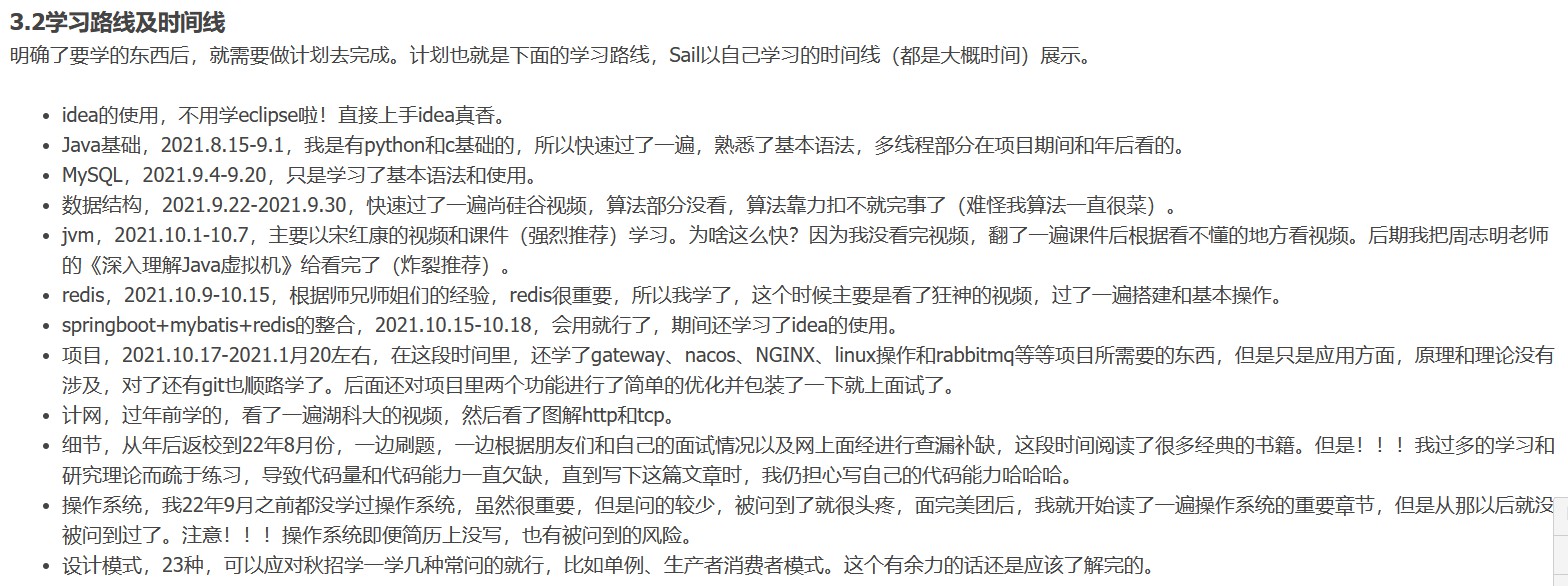 3.2学习路线及时间线
明确了要学的东西后，就需要做计划去完成。计划也就是下面的学习路线，Sail以自己学习的时间线（都是大概时间）展示。
• idea的使用，不用学eclipse啦！直接上手idea真香。
• Java基础，2021.8.15-9.1，我是有python和c基础的，所以快速过了一遍，熟悉了基本语法，多线程部分在项目期间和年后看的。
• MySQL，2021.9.4-9.20，只是学习了基本语法和使用。
• 数据结构，2021.9.22-2021.9.30，快速过了一遍尚硅谷视频，算法部分没看，算法靠力扣不就完事了（难怪我算法一直很菜）。
• jvm，2021.10.1-10.7，主要以宋红康的视频和课件（强烈推荐）学习。为啥这么快？因为我没看完视频，翻了一遍课件后根据看不懂的地方看视频。后期我把周志明老师
的《深入理解Java虚拟机》给看完了（炸裂推荐）。
• redis，2021.10.9-10.15，根据师兄师姐们的经验，redis很重要，所以我学了，这个时候主要是看了狂神的视频，过了一遍搭建和基本操作。
• springboot+mybatis+redis的整合，2021.10.15-10.18，会用就行了，期间还学习了idea的使用。
• 项目，2021.10.17-2021.1月20左右，在这段时间里，还学了gateway、nacos、NGINX、linux操作和rabbitmq等等项目所需要的东西，但是只是应用方面，原理和理论没有
涉及，对了还有git也顺路学了。后面还对项目里两个功能进行了简单的优化并包装了一下就上面试了。
• 计网，过年前学的，看了一遍湖科大的视频，然后看了图解http和tcp。
• 细节，从年后返校到22年8月份，一边刷题，一边根据朋友们和自己的面试情况以及网上面经进行查漏补缺，这段时间阅读了很多经典的书籍。但是！！！我过多的学习和
研究理论而疏于练习，导致代码量和代码能力一直欠缺，直到写下这篇文章时，我仍担心写自己的代码能力哈哈哈。
• 操作系统，我22年9月之前都没学过操作系统，虽然很重要，但是问的较少，被问到了就很头疼，面完美团后，我就开始读了一遍操作系统的重要章节，但是从那以后就没
被问到过了。注意！！！操作系统即便简历上没写，也有被问到的风险。
• 设计模式，23种，可以应对秋招学一学几种常问的就行，比如单例、生产者消费者模式。这个有余力的话还是应该了解完的。